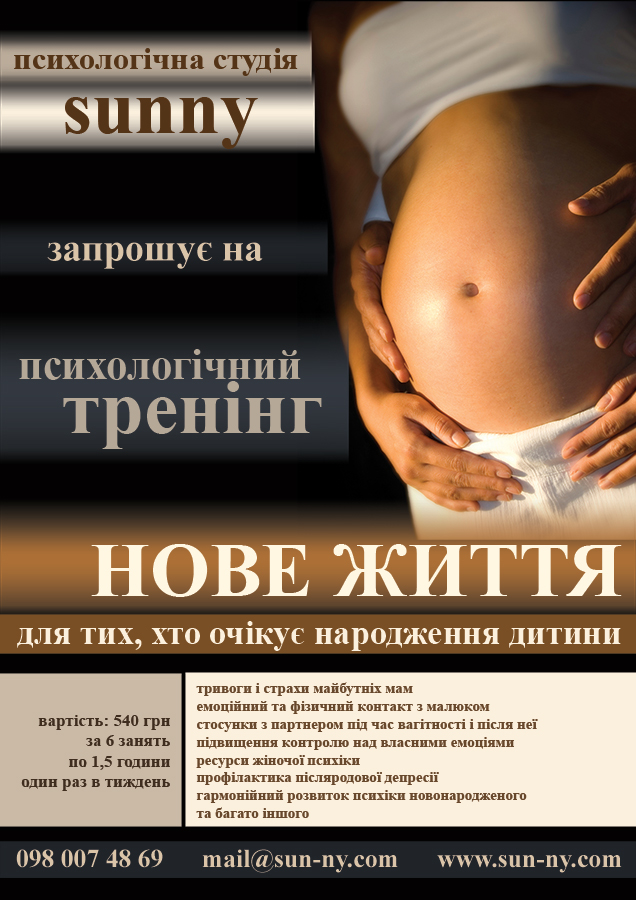 психологічна студія
sunny
запрошує на
психологічний
тренінг
НОВЕ ЖИТТЯ
для тих, хто очікує народження дитини
вартість: 540 грн
за 6 занять
по 1,5 години
один раз в тиждень
тривоги і страхи майбутніх мам
емоційний та фізичний контакт з малюком
стосунки з партнером під час вагітності і після неї
підвищення контролю над власними емоціями
ресурси жіночої психіки
профілактика післяродової депресії
гармонійний розвиток психіки новонародженого
та багато іншого
098 007 48 69 mail@sun-ny.com www.sun-ny.com